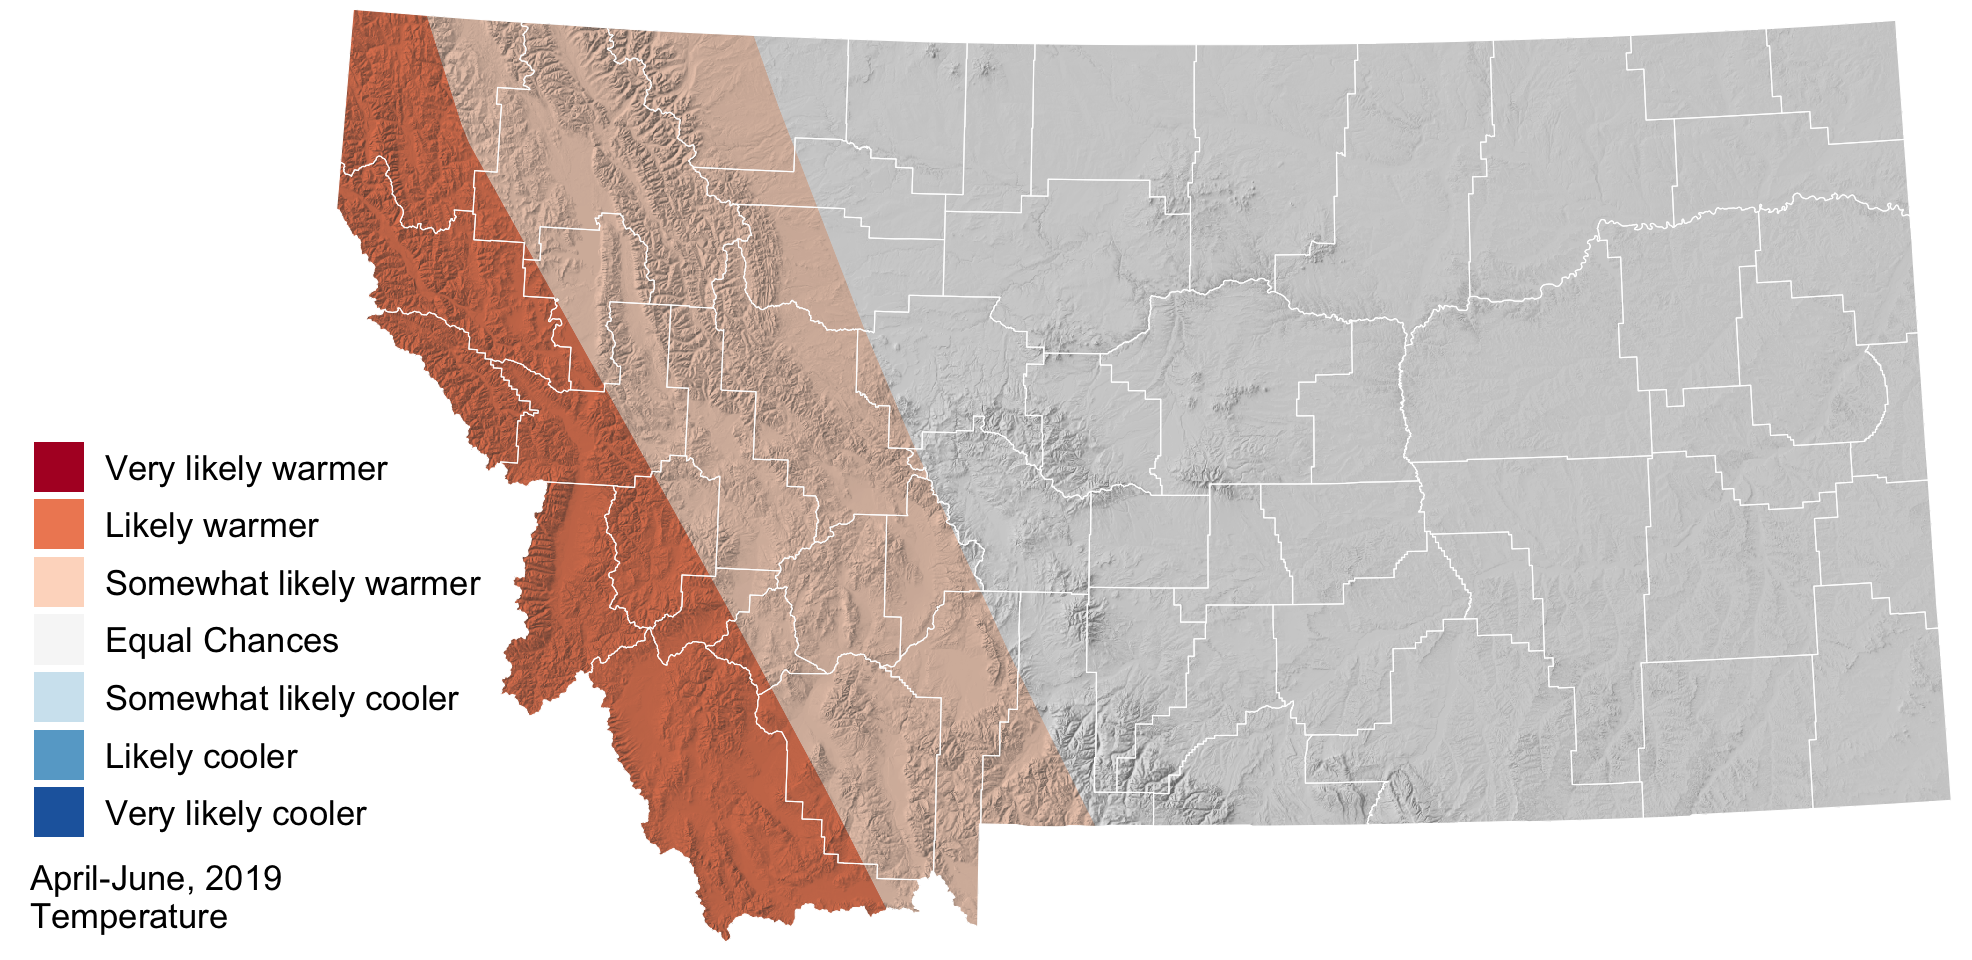 Very likely warmer
Likely warmer
Somewhat likely warmer
Equal Chances
Somewhat likely cooler
Likely cooler
Very likely cooler
April-June, 2019
Temperature